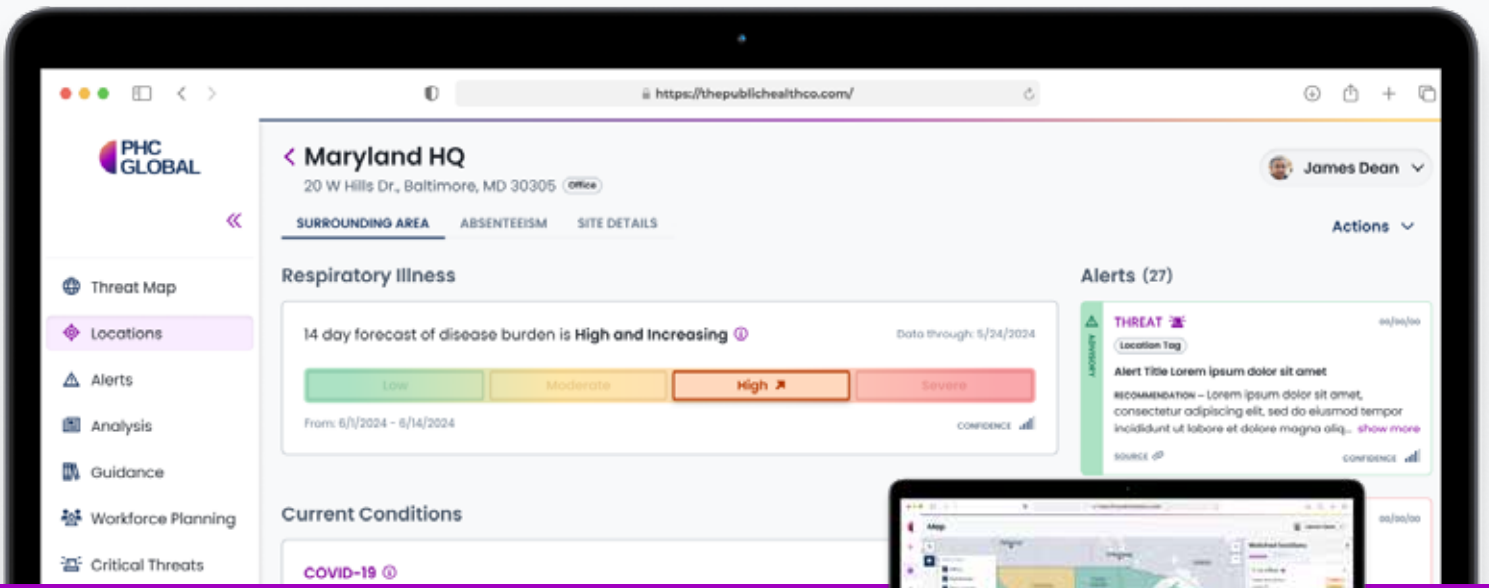 https://thepublichealthco.com/
PHC
GLOBAL
Maryland HQ
20 W Hills Dr., Baltimore, MD 30305 Office
James Dean
SURROUNDING AREA ABSENTEEISM SITE DETAILS
Actions
Threat Map
Locations
Alerts
Analysis
Guidance
Workforce Planning
Critical Threats
Respiratory Illness
14 day forecast of disease burden is High and Increasing
Data through: 5/24/2024
Low Moderate High Severe
From: 6/1/2024 - 6/14/2024
CONFIDENCE
Current Conditions
COVID-19
Alerts (27)
ADVISORY
THREAT
00/00/00
Location Tag
Alert Title Lorem ipsum dolor sit amet
RECOMMENDATION – Lorem ipsum dolor sit amet,
consectetur adipiscing elit, sed do eiusmod tempor
incididunt ut labore et dolore magna aliq... show more
SOURCE CONFIDENCE
00/00/00
Map